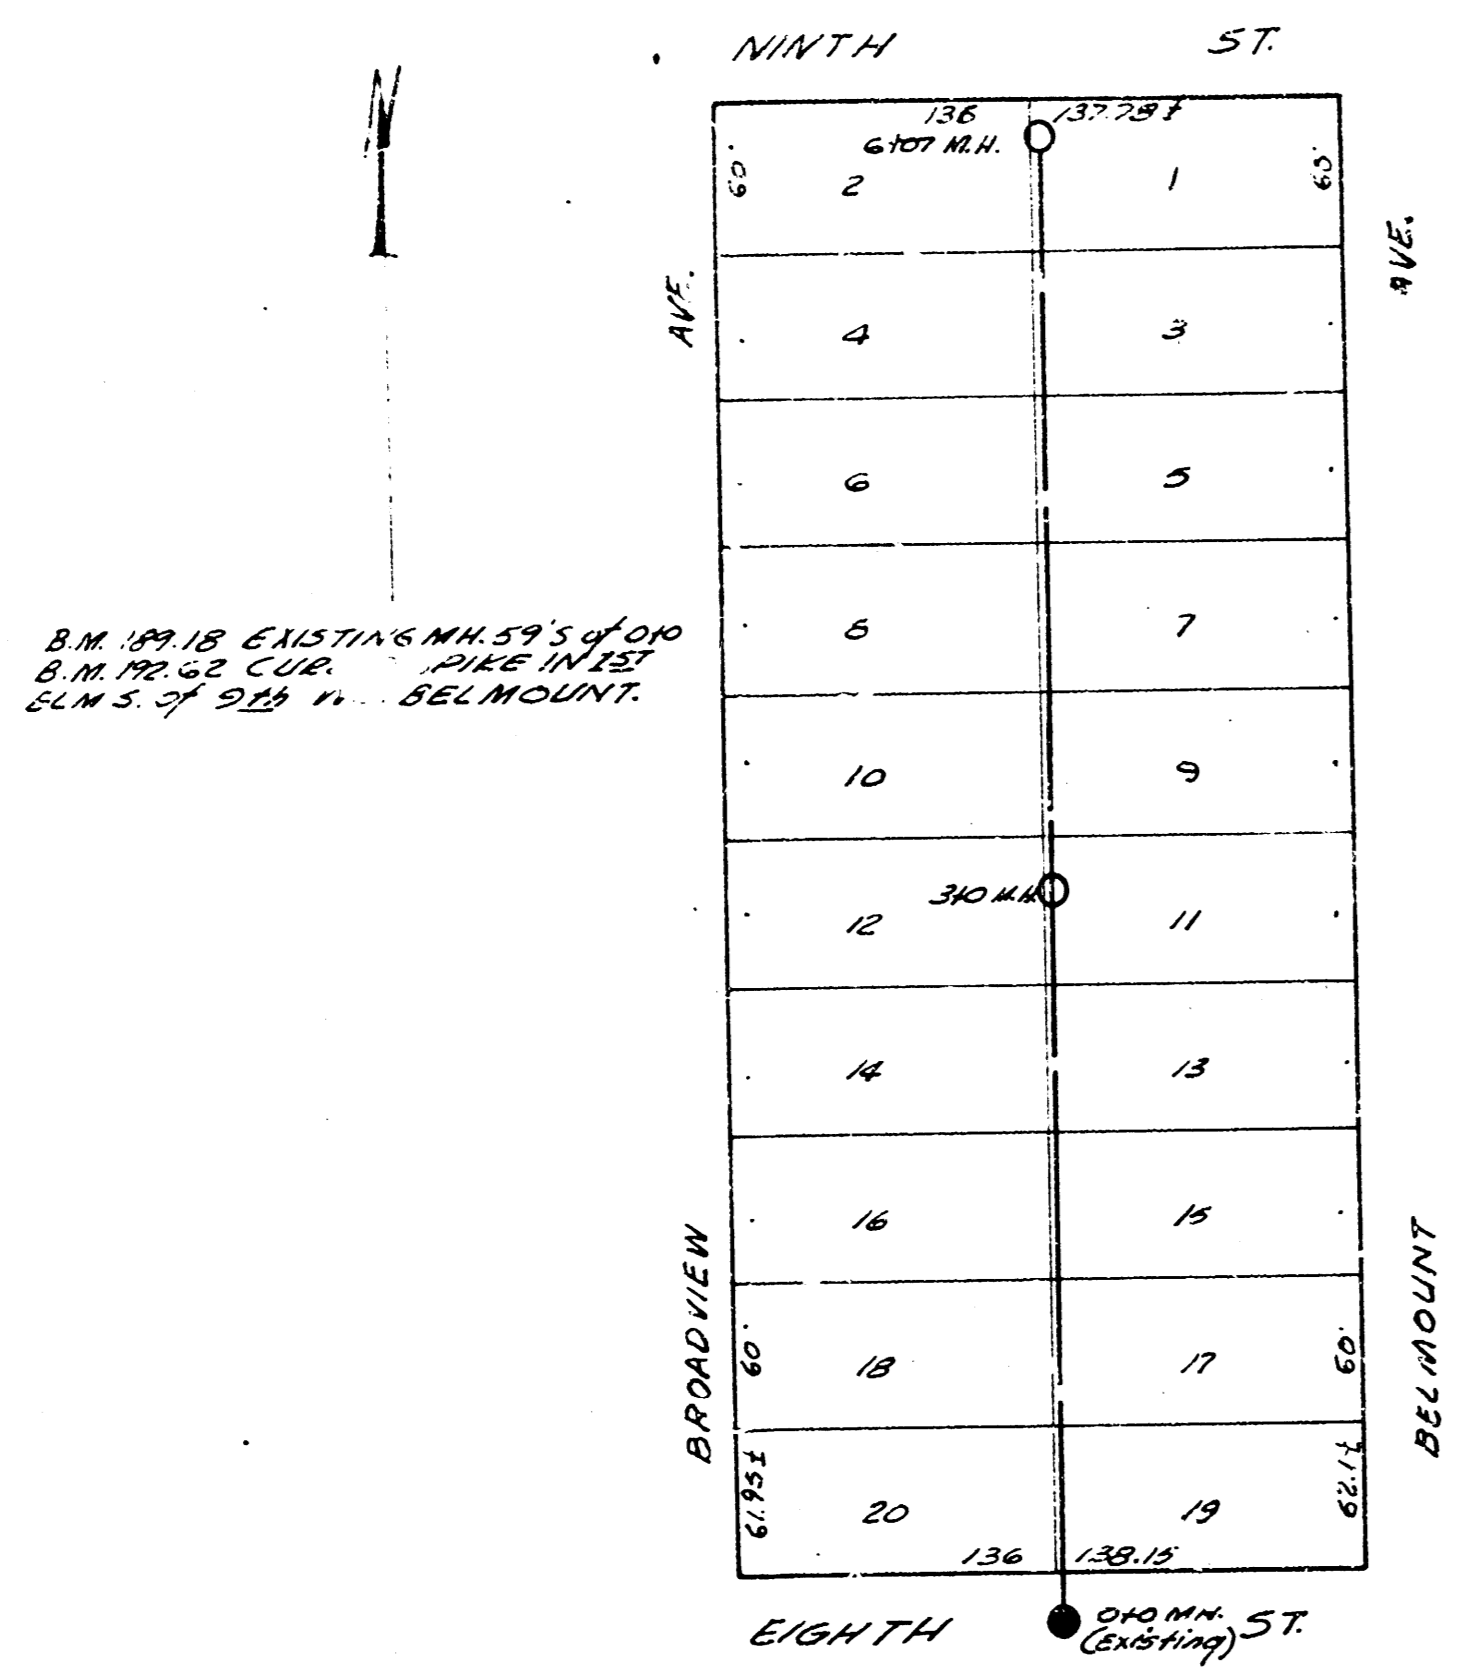 NINTH ST.
N
136 137.78±
6+07 M.H.
60' 2 1 60'
AVE. AVE.
4 3
6 5
8 7
B.M. 189.18 EXISTING MH. 59'S of 0+0
B.M. 192.62 IN 1ST
ELM S. of 9th BELMOUNT.
10 9
3+0 M.H.
12 11
14 13
16 15
BROADVIEW BELMOUNT
60' 18 17 60'
61.95± 62.1±
20 19
136 138.15
EIGHTH ST.
0+0 MH.
(Existing)